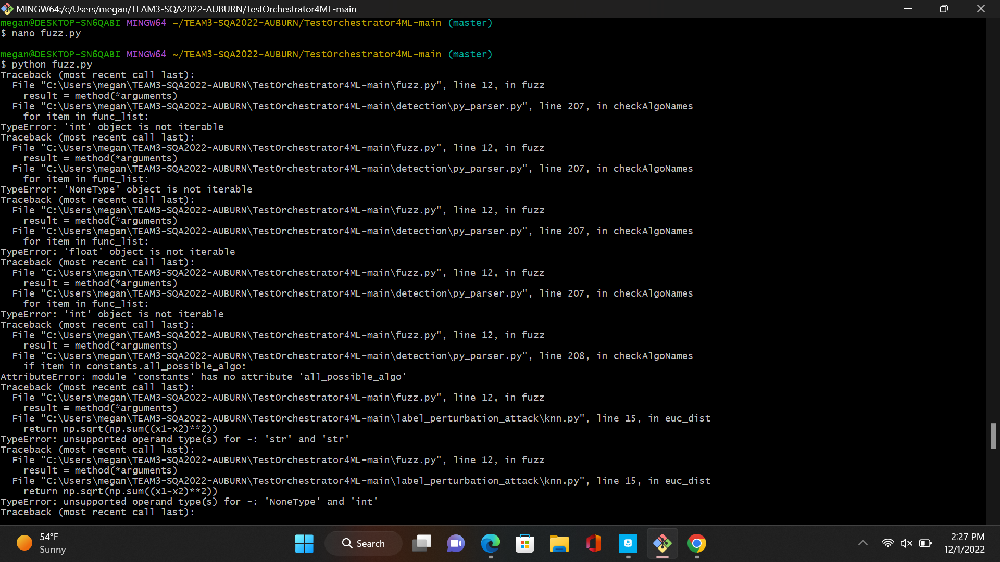 MINGW64:/c/Users/megan/TEAM3-SQA2022-AUBURN/TestOrchestrator4ML-main
megan@DESKTOP-SN6QABI MINGW64 ~/TEAM3-SQA2022-AUBURN/TestOrchestrator4ML-main (master)
$ nano fuzz.py
megan@DESKTOP-SN6QABI MINGW64 ~/TEAM3-SQA2022-AUBURN/TestOrchestrator4ML-main (master)
$ python fuzz.py
Traceback (most recent call last):
  File "C:\Users\megan\TEAM3-SQA2022-AUBURN\TestOrchestrator4ML-main\fuzz.py", line 12, in fuzz
    result = method(*arguments)
  File "C:\Users\megan\TEAM3-SQA2022-AUBURN\TestOrchestrator4ML-main\detection\py_parser.py", line 207, in checkAlgoNames
    for item in func_list:
TypeError: 'int' object is not iterable
Traceback (most recent call last):
  File "C:\Users\megan\TEAM3-SQA2022-AUBURN\TestOrchestrator4ML-main\fuzz.py", line 12, in fuzz
    result = method(*arguments)
  File "C:\Users\megan\TEAM3-SQA2022-AUBURN\TestOrchestrator4ML-main\detection\py_parser.py", line 207, in checkAlgoNames
    for item in func_list:
TypeError: 'NoneType' object is not iterable
Traceback (most recent call last):
  File "C:\Users\megan\TEAM3-SQA2022-AUBURN\TestOrchestrator4ML-main\fuzz.py", line 12, in fuzz
    result = method(*arguments)
  File "C:\Users\megan\TEAM3-SQA2022-AUBURN\TestOrchestrator4ML-main\detection\py_parser.py", line 207, in checkAlgoNames
    for item in func_list:
TypeError: 'float' object is not iterable
Traceback (most recent call last):
  File "C:\Users\megan\TEAM3-SQA2022-AUBURN\TestOrchestrator4ML-main\fuzz.py", line 12, in fuzz
    result = method(*arguments)
  File "C:\Users\megan\TEAM3-SQA2022-AUBURN\TestOrchestrator4ML-main\detection\py_parser.py", line 207, in checkAlgoNames
    for item in func_list:
TypeError: 'int' object is not iterable
Traceback (most recent call last):
  File "C:\Users\megan\TEAM3-SQA2022-AUBURN\TestOrchestrator4ML-main\fuzz.py", line 12, in fuzz
    result = method(*arguments)
  File "C:\Users\megan\TEAM3-SQA2022-AUBURN\TestOrchestrator4ML-main\detection\py_parser.py", line 208, in checkAlgoNames
    if item in constants.all_possible_algo:
AttributeError: module 'constants' has no attribute 'all_possible_algo'
Traceback (most recent call last):
  File "C:\Users\megan\TEAM3-SQA2022-AUBURN\TestOrchestrator4ML-main\fuzz.py", line 12, in fuzz
    result = method(*arguments)
  File "C:\Users\megan\TEAM3-SQA2022-AUBURN\TestOrchestrator4ML-main\label_perturbation_attack\knn.py", line 15, in euc_dist
    return np.sqrt(np.sum((x1-x2)**2))
TypeError: unsupported operand type(s) for -: 'str' and 'str'
Traceback (most recent call last):
  File "C:\Users\megan\TEAM3-SQA2022-AUBURN\TestOrchestrator4ML-main\fuzz.py", line 12, in fuzz
    result = method(*arguments)
  File "C:\Users\megan\TEAM3-SQA2022-AUBURN\TestOrchestrator4ML-main\label_perturbation_attack\knn.py", line 15, in euc_dist
    return np.sqrt(np.sum((x1-x2)**2))
TypeError: unsupported operand type(s) for -: 'NoneType' and 'int'
Traceback (most recent call last):
54°F
Sunny
Search
2:27 PM
12/1/2022